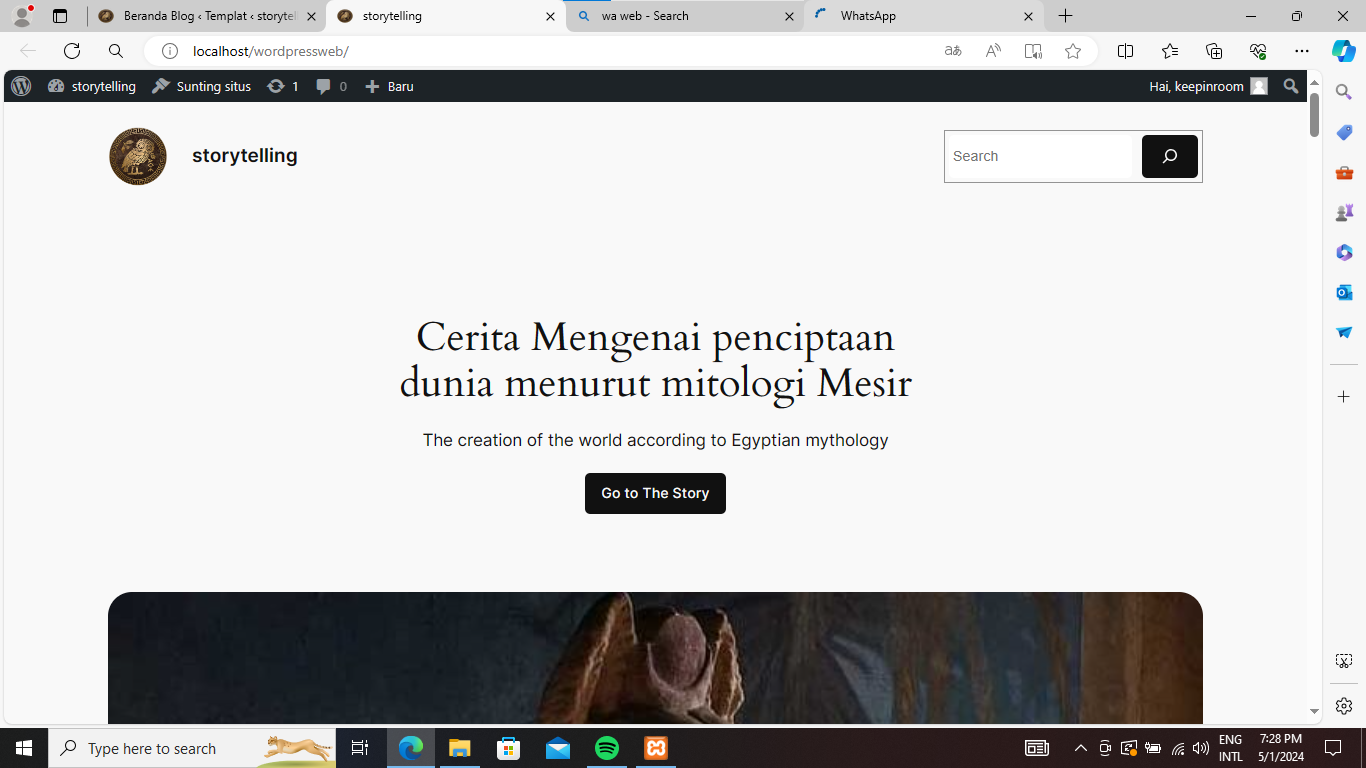 Beranda Blog ‹ Templat ‹ storytel
storytelling
wa web - Search
WhatsApp
localhost/wordpressweb/
storytelling
Sunting situs
1
0
Baru
Hai, keepinroom
storytelling
Search
Cerita Mengenai penciptaan
dunia menurut mitologi Mesir
The creation of the world according to Egyptian mythology
Go to The Story
Type here to search
ENG
INTL
7:28 PM
5/1/2024